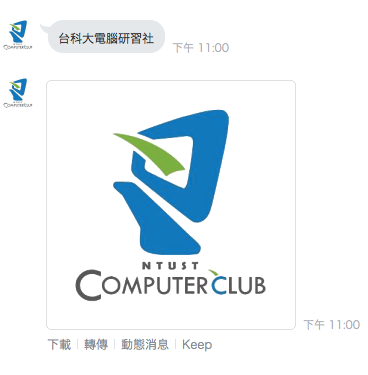 台科大電腦研習社
下午 11:00
NTUST
COMPUTER CLUB
下午 11:00
下載 | 轉傳 | 動態消息 | Keep